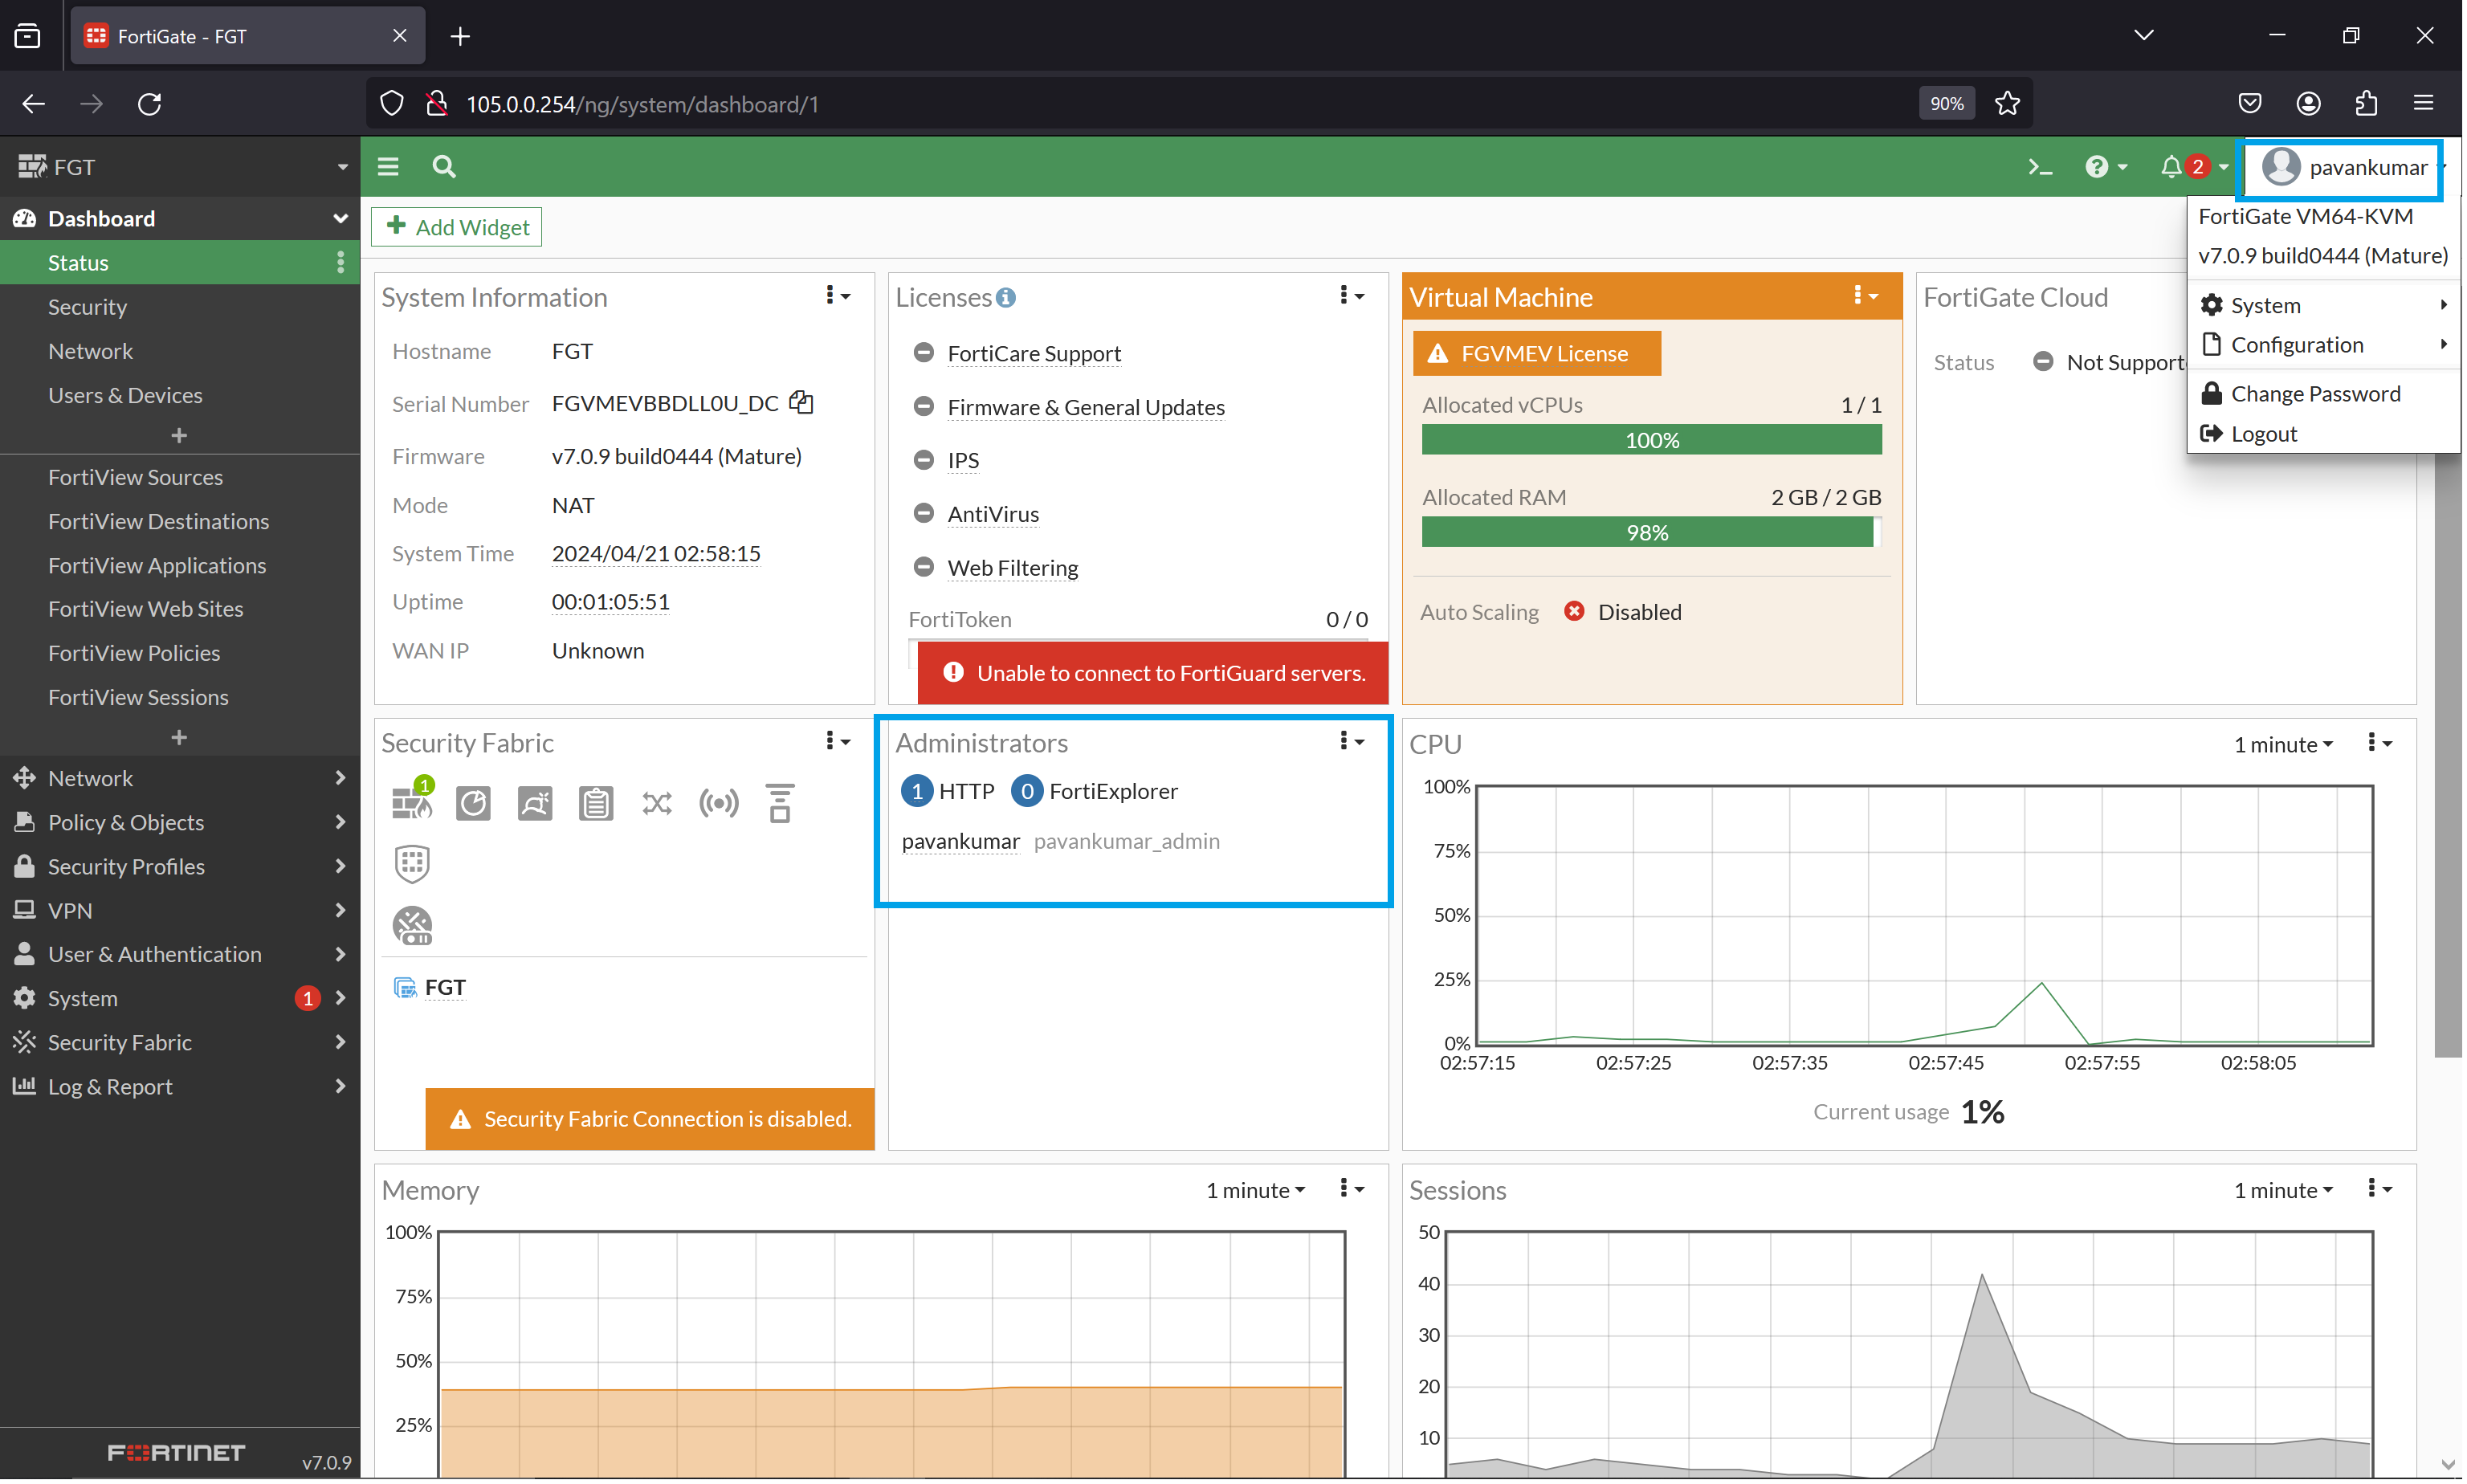 FortiGate - FGT
105.0.0.254/ng/system/dashboard/1
90%
FGT
2
pavankumar
Dashboard
Status
Security
Network
Users & Devices
FortiView Sources
FortiView Destinations
FortiView Applications
FortiView Web Sites
FortiView Policies
FortiView Sessions
Network
Policy & Objects
Security Profiles
VPN
User & Authentication
System
1
Security Fabric
Log & Report
FORTINET
v7.0.9
Add Widget
FortiGate VM64-KVM
v7.0.9 build0444 (Mature)
System
Configuration
Change Password
Logout
System Information
Hostname FGT
Serial Number FGVMEVBBDLL0U_DC
Firmware v7.0.9 build0444 (Mature)
Mode NAT
System Time 2024/04/21 02:58:15
Uptime 00:01:05:51
WAN IP Unknown
Licenses
FortiCare Support
Firmware & General Updates
IPS
AntiVirus
Web Filtering
FortiToken 0 / 0
Unable to connect to FortiGuard servers.
Virtual Machine
FGVMEV License
Allocated vCPUs 1 / 1
100%
Allocated RAM 2 GB / 2 GB
98%
Auto Scaling Disabled
FortiGate Cloud
Status Not Support
Security Fabric
1
FGT
Security Fabric Connection is disabled.
Administrators
1 HTTP 0 FortiExplorer
pavankumar pavankumar_admin
CPU
1 minute
100%
75%
50%
25%
0%
02:57:15 02:57:25 02:57:35 02:57:45 02:57:55 02:58:05
Current usage 1%
Memory
1 minute
100%
75%
50%
25%
Sessions
1 minute
50
40
30
20
10